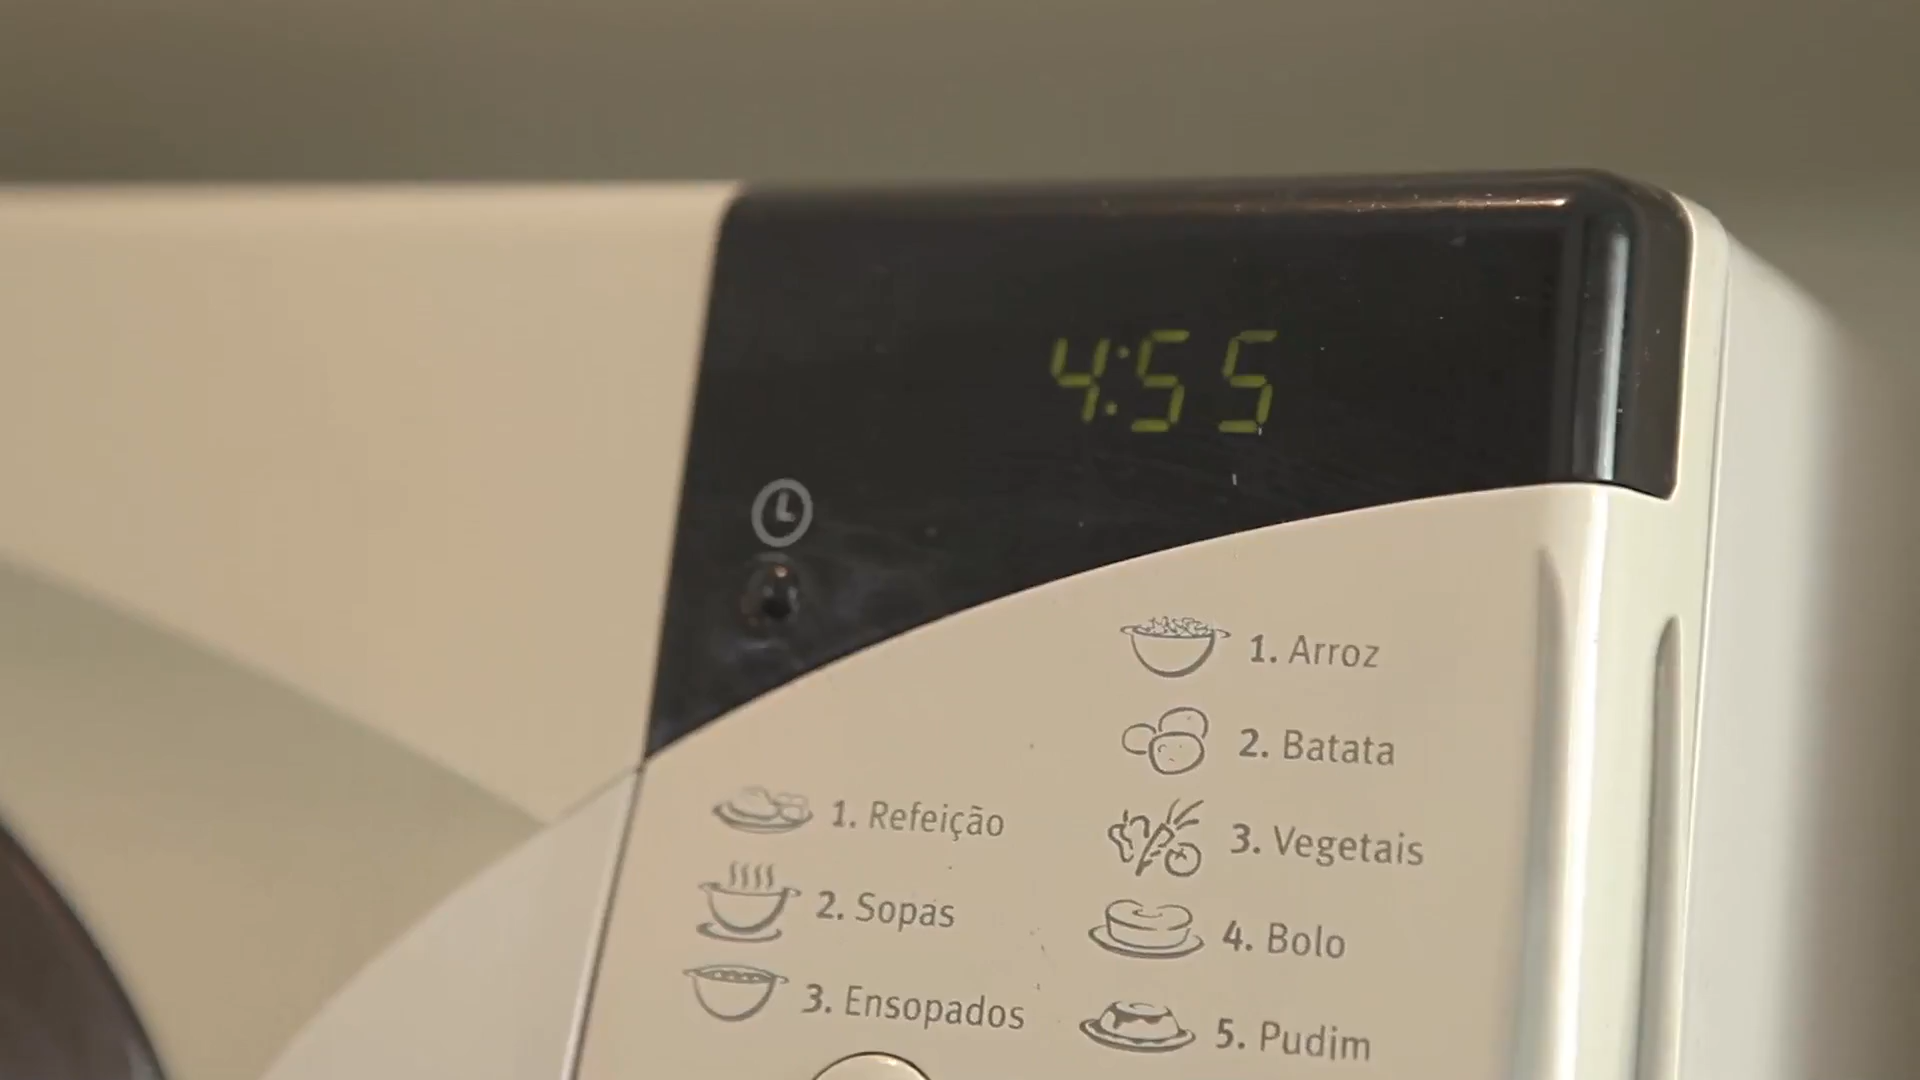 4:55
1. Arroz
2. Batata
3. Vegetais
4. Bolo
5. Pudim
1. Refeição
2. Sopas
3. Ensopados